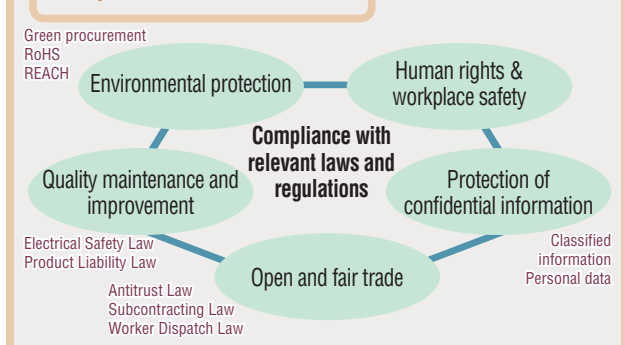 Green procurement
RoHS
REACH
Environmental protection
Human rights &
workplace safety
Compliance with
relevant laws and
regulations
Quality maintenance and
improvement
Protection of
confidential information
Electrical Safety Law
Product Liability Law
Classified
information
Personal data
Open and fair trade
Antitrust Law
Subcontracting Law
Worker Dispatch Law